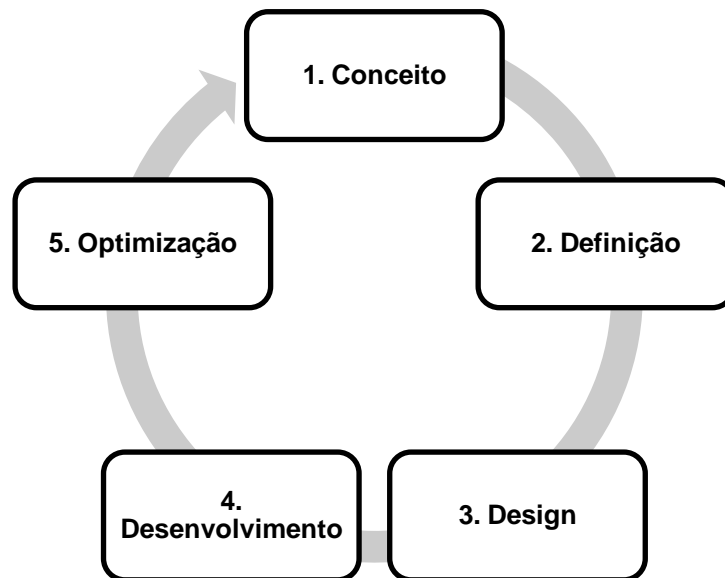 1. Conceito
2. Definição
3. Design
4.
Desenvolvimento
5. Optimização